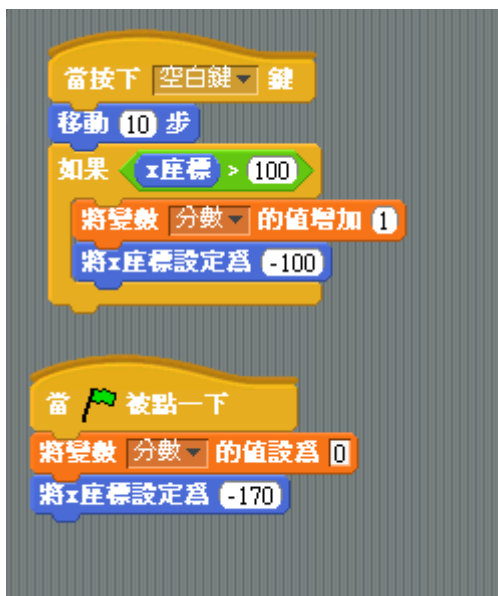 當按下 空白鍵 鍵
移動 10 步
如果 x座標 > 100
將變數 分數 的值增加 1
將x座標設定為 -100
當 被點一下
將變數 分數 的值設為 0
將x座標設定為 -170